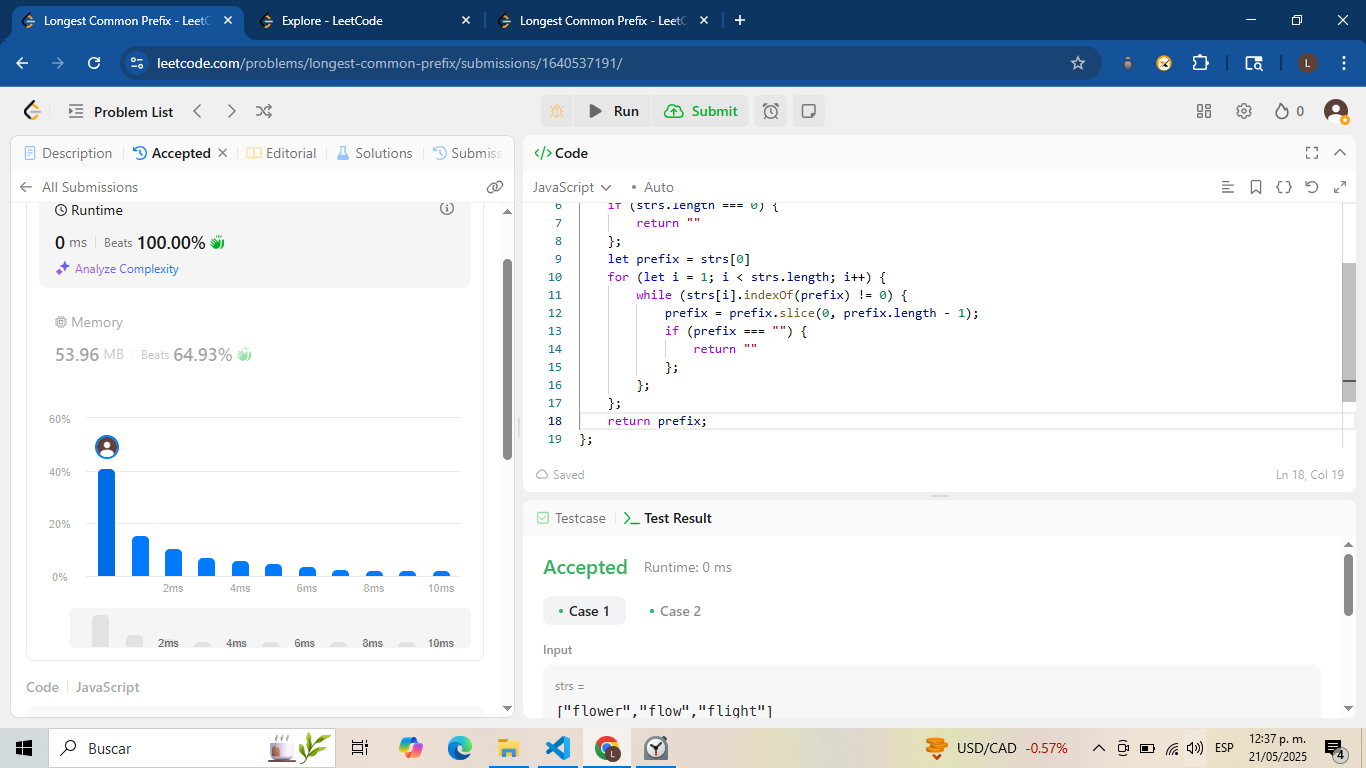 Longest Common Prefix - LeetC
Explore - LeetCode
Longest Common Prefix - LeetC
leetcode.com/problems/longest-common-prefix/submissions/1640537191/
L
Problem List
Run
Submit
0
Description
Accepted
Editorial
Solutions
Submiss
All Submissions
Runtime
0 ms
Beats 100.00%
Analyze Complexity
Memory
53.96 MB
Beats 64.93%
60%
40%
20%
0%
2ms 4ms 6ms 8ms 10ms
2ms 4ms 6ms 8ms 10ms
Code
JavaScript
</> Code
JavaScript
Auto
6 if (strs.length === 0) {
7 return ""
8 };
9 let prefix = strs[0]
10 for (let i = 1; i < strs.length; i++) {
11 while (strs[i].indexOf(prefix) != 0) {
12 prefix = prefix.slice(0, prefix.length - 1);
13 if (prefix === "") {
14 return ""
15 };
16 };
17 };
18 return prefix;
19 };
Saved
Ln 18, Col 19
Testcase
>_ Test Result
Accepted
Runtime: 0 ms
Case 1
Case 2
Input
strs =
["flower","flow","flight"]
Buscar
L
USD/CAD -0.57%
ESP
12:37 p. m.
21/05/2025
4